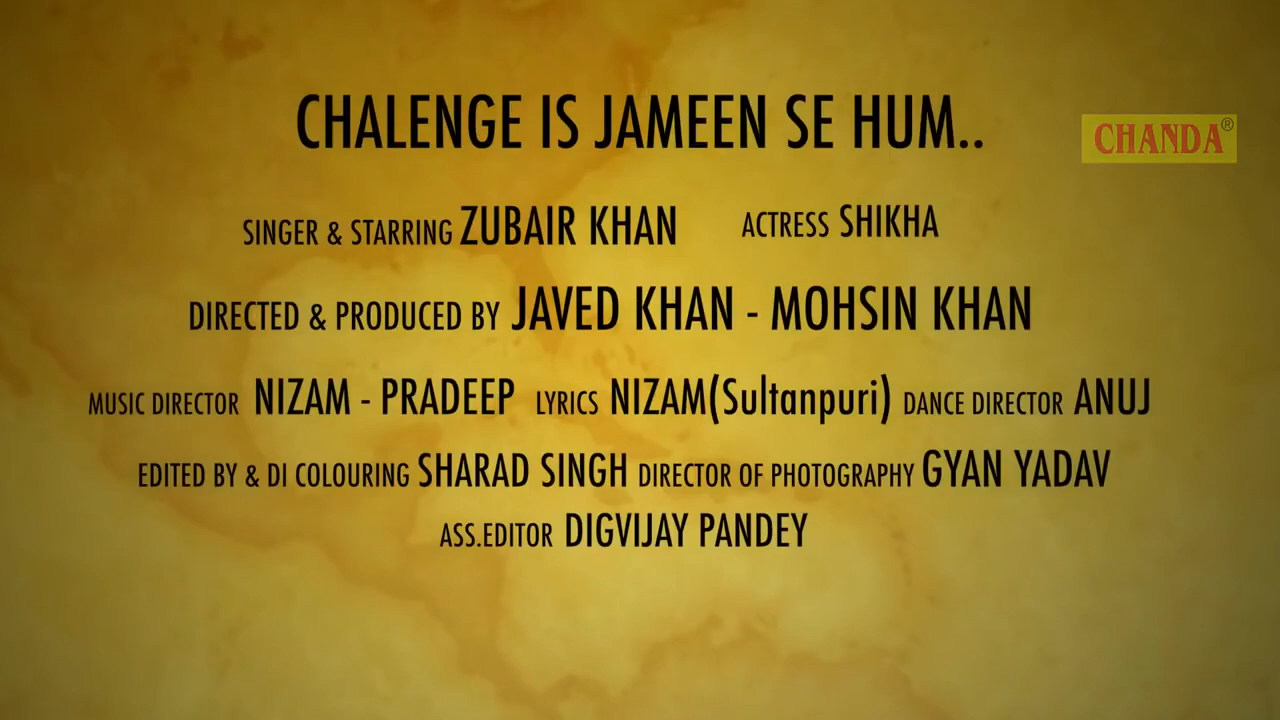 CHALENGE IS JAMEEN SE HUM..
CHANDA®
SINGER & STARRING ZUBAIR KHAN ACTRESS SHIKHA
DIRECTED & PRODUCED BY JAVED KHAN - MOHSIN KHAN
MUSIC DIRECTOR NIZAM - PRADEEP LYRICS NIZAM(Sultanpuri) DANCE DIRECTOR ANUJ
EDITED BY & DI COLOURING SHARAD SINGH DIRECTOR OF PHOTOGRAPHY GYAN YADAV
ASS.EDITOR DIGVIJAY PANDEY